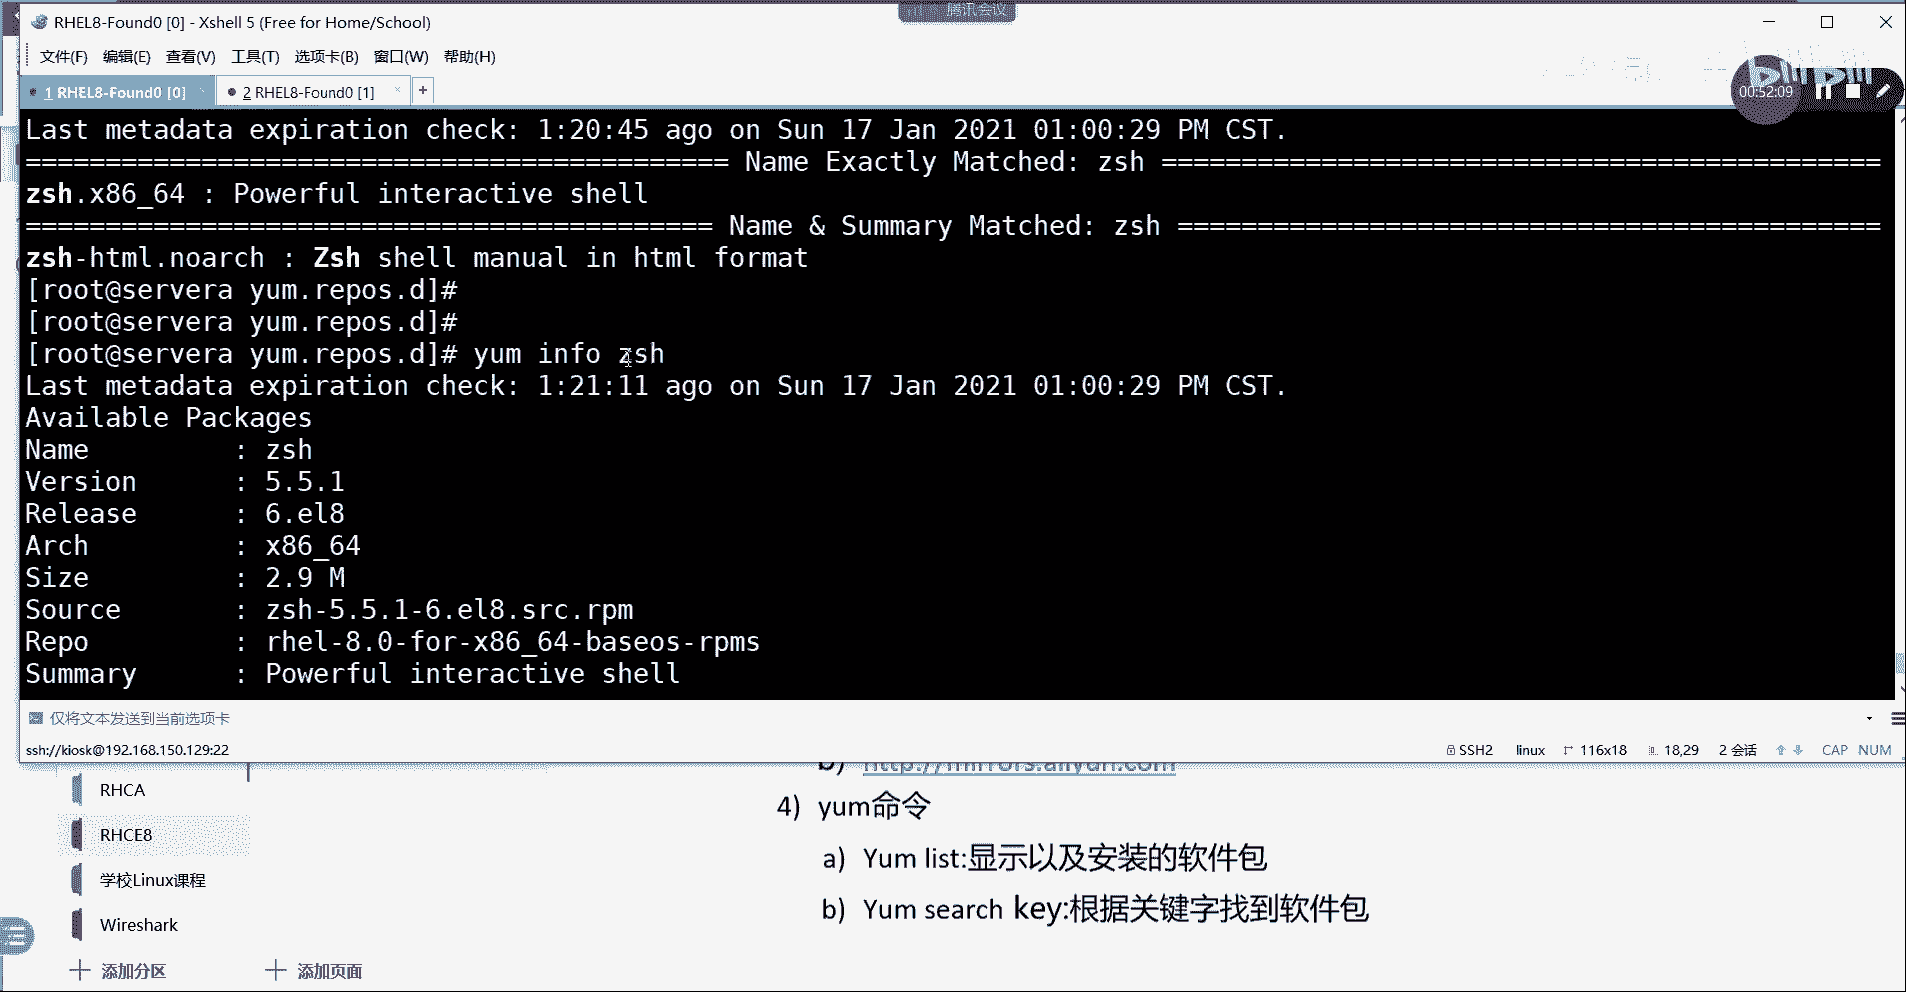 腾讯会议
RHEL8-Found0 [0] - Xshell 5 (Free for Home/School)
文件(F) 编辑(E) 查看(V) 工具(T) 选项卡(B) 窗口(W) 帮助(H)
bilibili
00:52:09
1 RHEL8-Found0 [0] × 2 RHEL8-Found0 [1] × +
Last metadata expiration check: 1:20:45 ago on Sun 17 Jan 2021 01:00:29 PM CST.
============================================ Name Exactly Matched: zsh =============================================
zsh.x86_64 : Powerful interactive shell
=========================================== Name & Summary Matched: zsh ============================================
zsh-html.noarch : Zsh shell manual in html format
[root@servera yum.repos.d]#
[root@servera yum.repos.d]#
[root@servera yum.repos.d]# yum info zsh
Last metadata expiration check: 1:21:11 ago on Sun 17 Jan 2021 01:00:29 PM CST.
Available Packages
Name : zsh
Version : 5.5.1
Release : 6.el8
Arch : x86_64
Size : 2.9 M
Source : zsh-5.5.1-6.el8.src.rpm
Repo : rhel-8.0-for-x86_64-baseos-rpms
Summary : Powerful interactive shell
仅将文本发送到当前选项卡
ssh://kiosk@192.168.150.129:22 SSH2 linux 116x18 18,29 2 会话 CAP NUM
b) http://mirrors.aliyun.com
RHCA
4) yum命令
RHCE8
a) Yum list:显示以及安装的软件包
学校Linux课程
b) Yum search key:根据关键字找到软件包
Wireshark
添加分区 添加页面